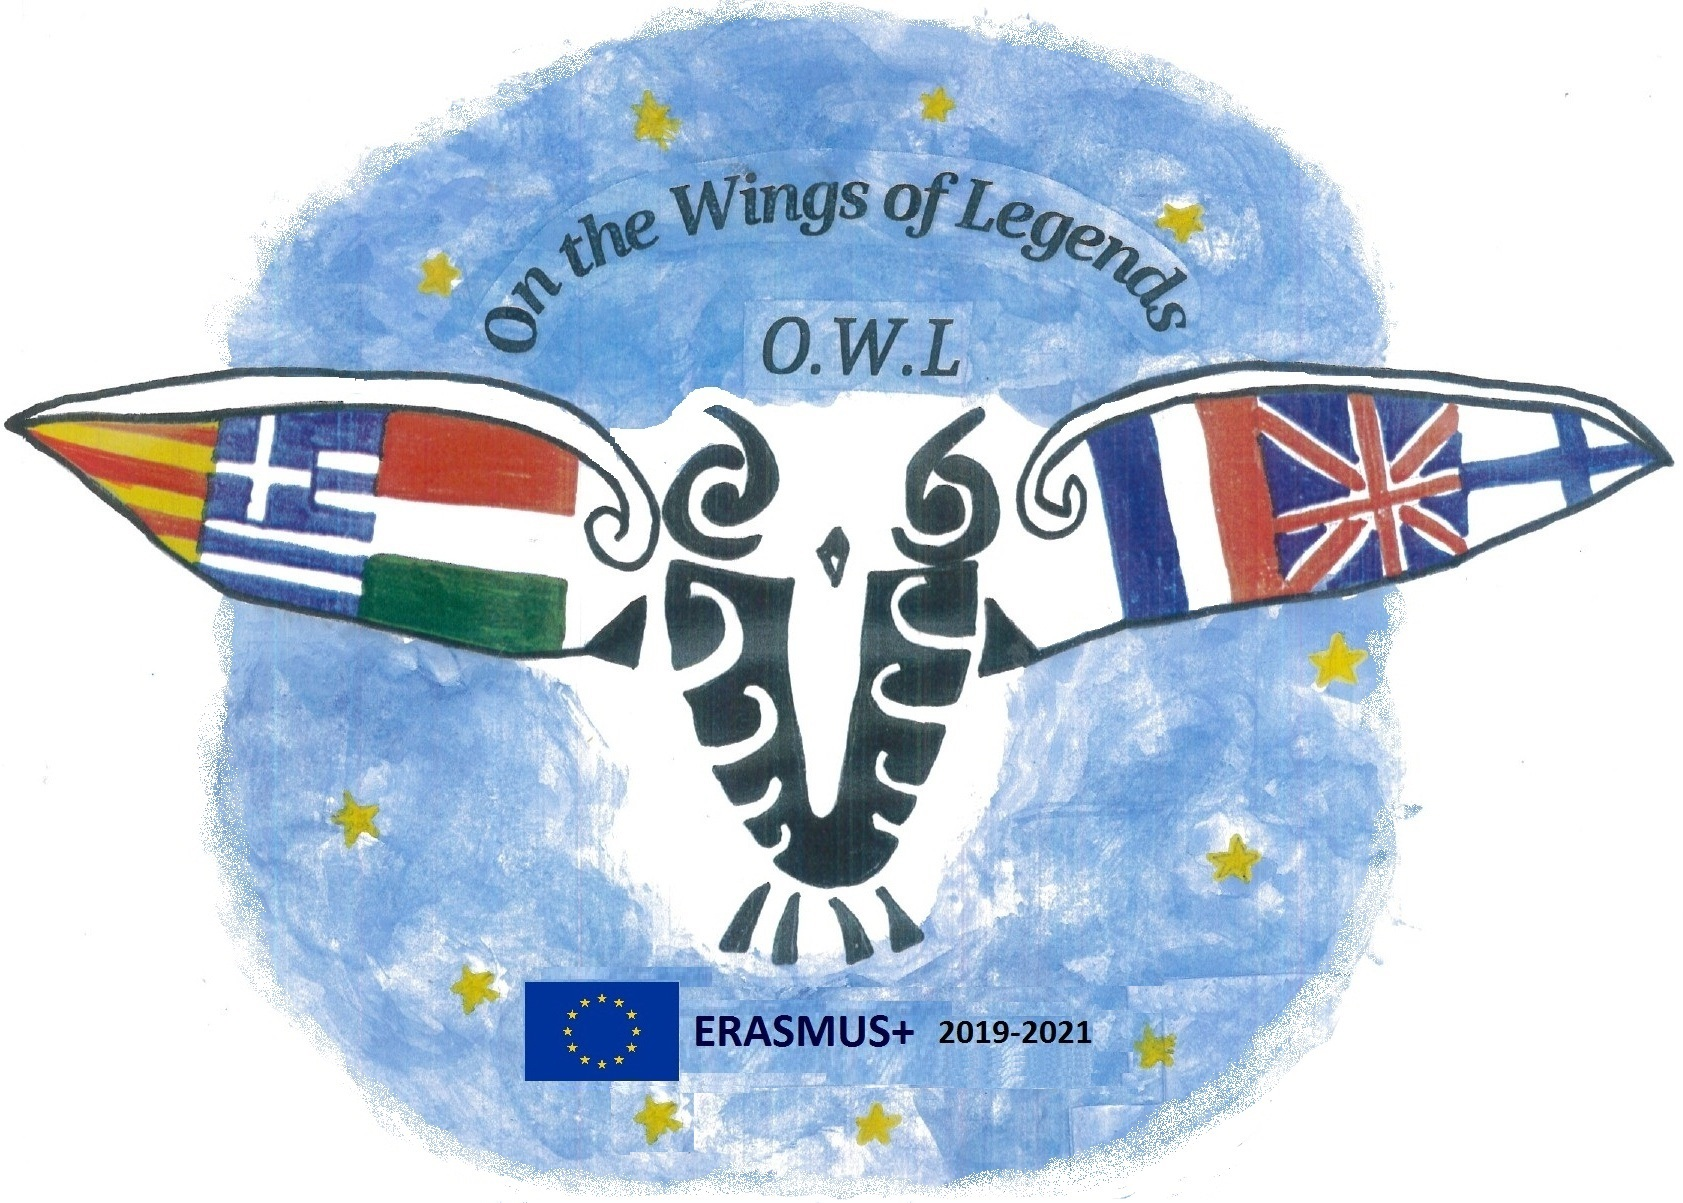 On the Wings of Legends
O.W.L
ERASMUS+ 2019-2021